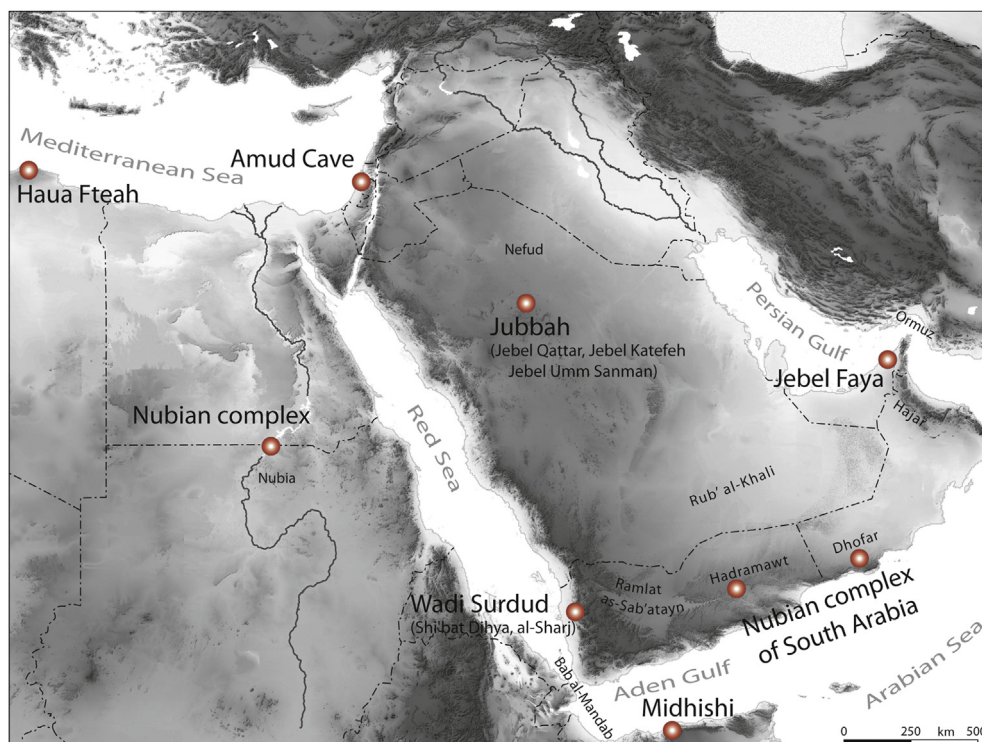 Mediterranean Sea
Haua Fteah
Amud Cave
Nefud
Jubbah
(Jebel Qattar, Jebel Katefeh
Jebel Umm Sanman)
Persian Gulf
Ormuz
Jebel Faya
Hajar
Nubian complex
Nubia
Red Sea
Rub' al-Khali
Dhofar
Hadramawt
Ramlat
as-Sab'atayn
Wadi Surdud
(Shi'bat Dihya, al-Sharj)
Nubian complex
of South Arabia
Bab al-Mandab
Aden Gulf
Arabian Sea
Midhishi
0 250 km 500